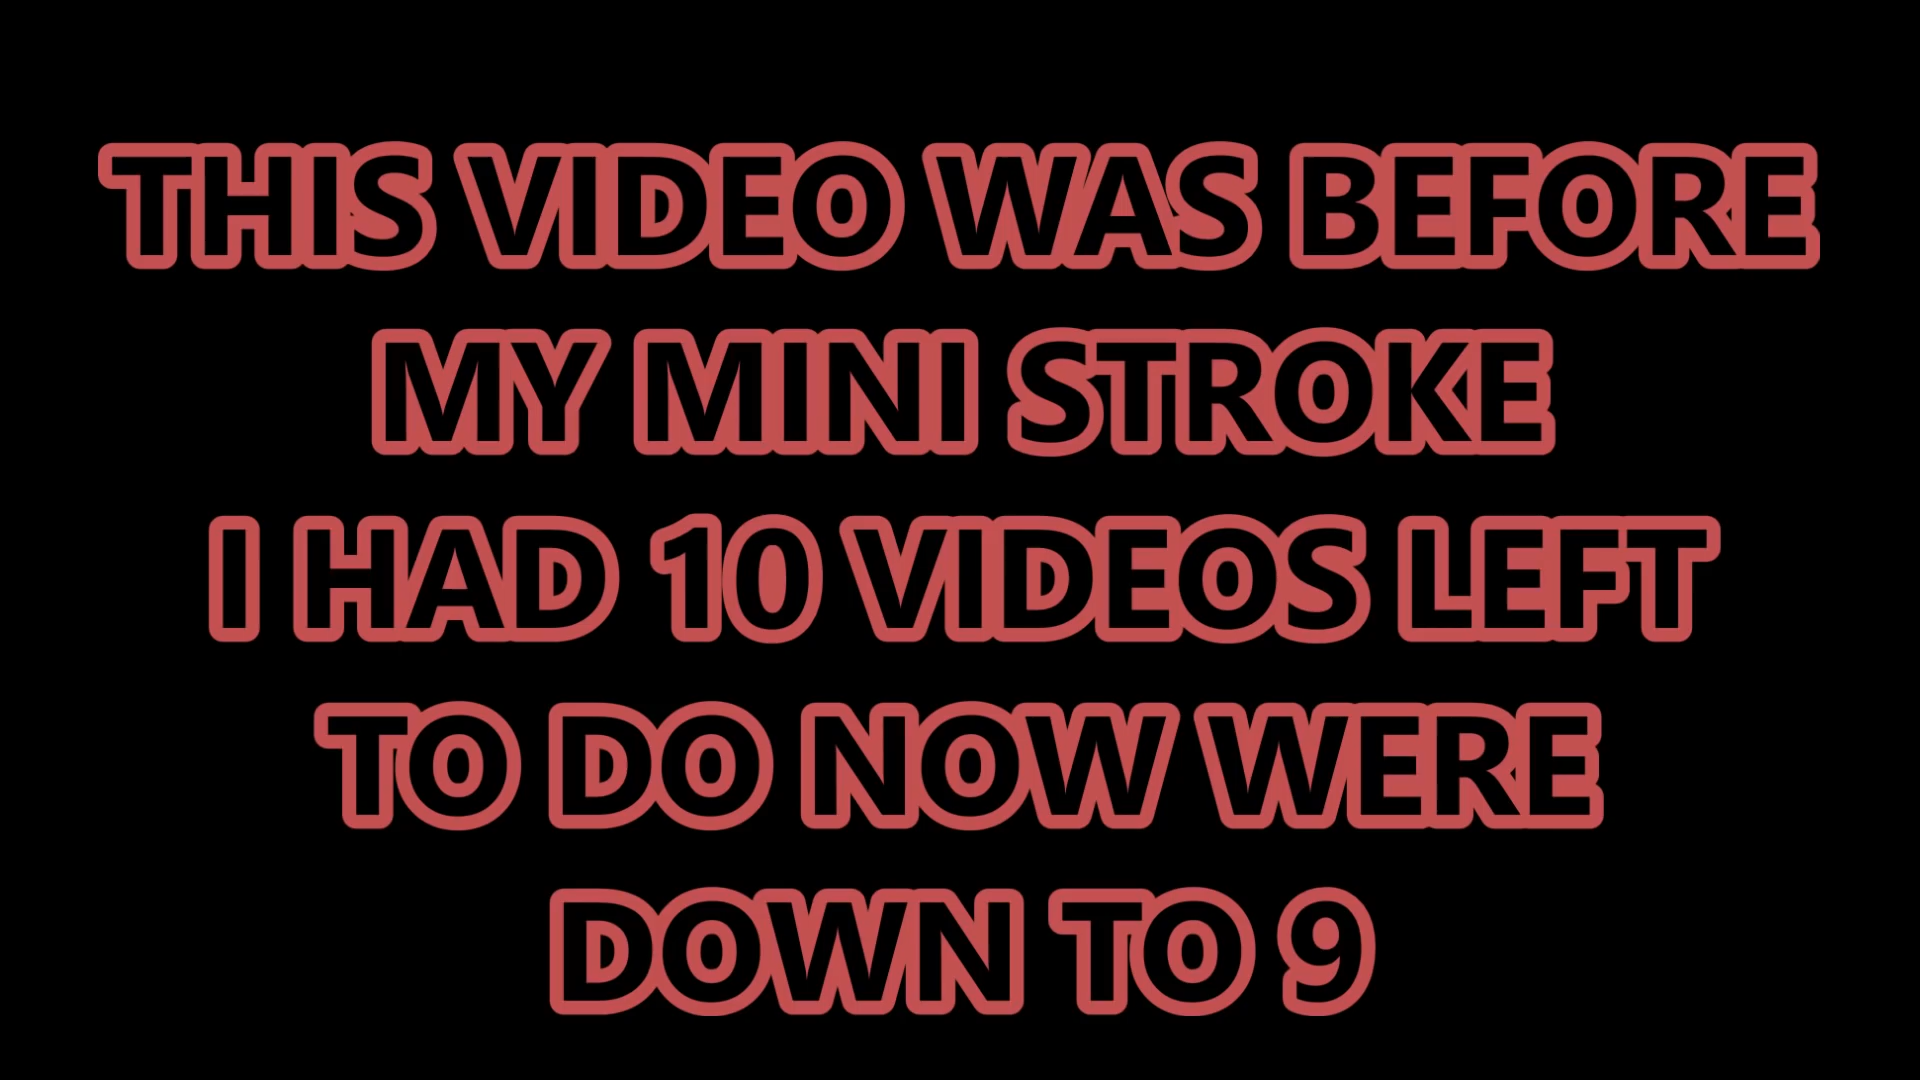 THIS VIDEO WAS BEFORE
MY MINI STROKE
I HAD 10 VIDEOS LEFT
TO DO NOW WERE
DOWN TO 9